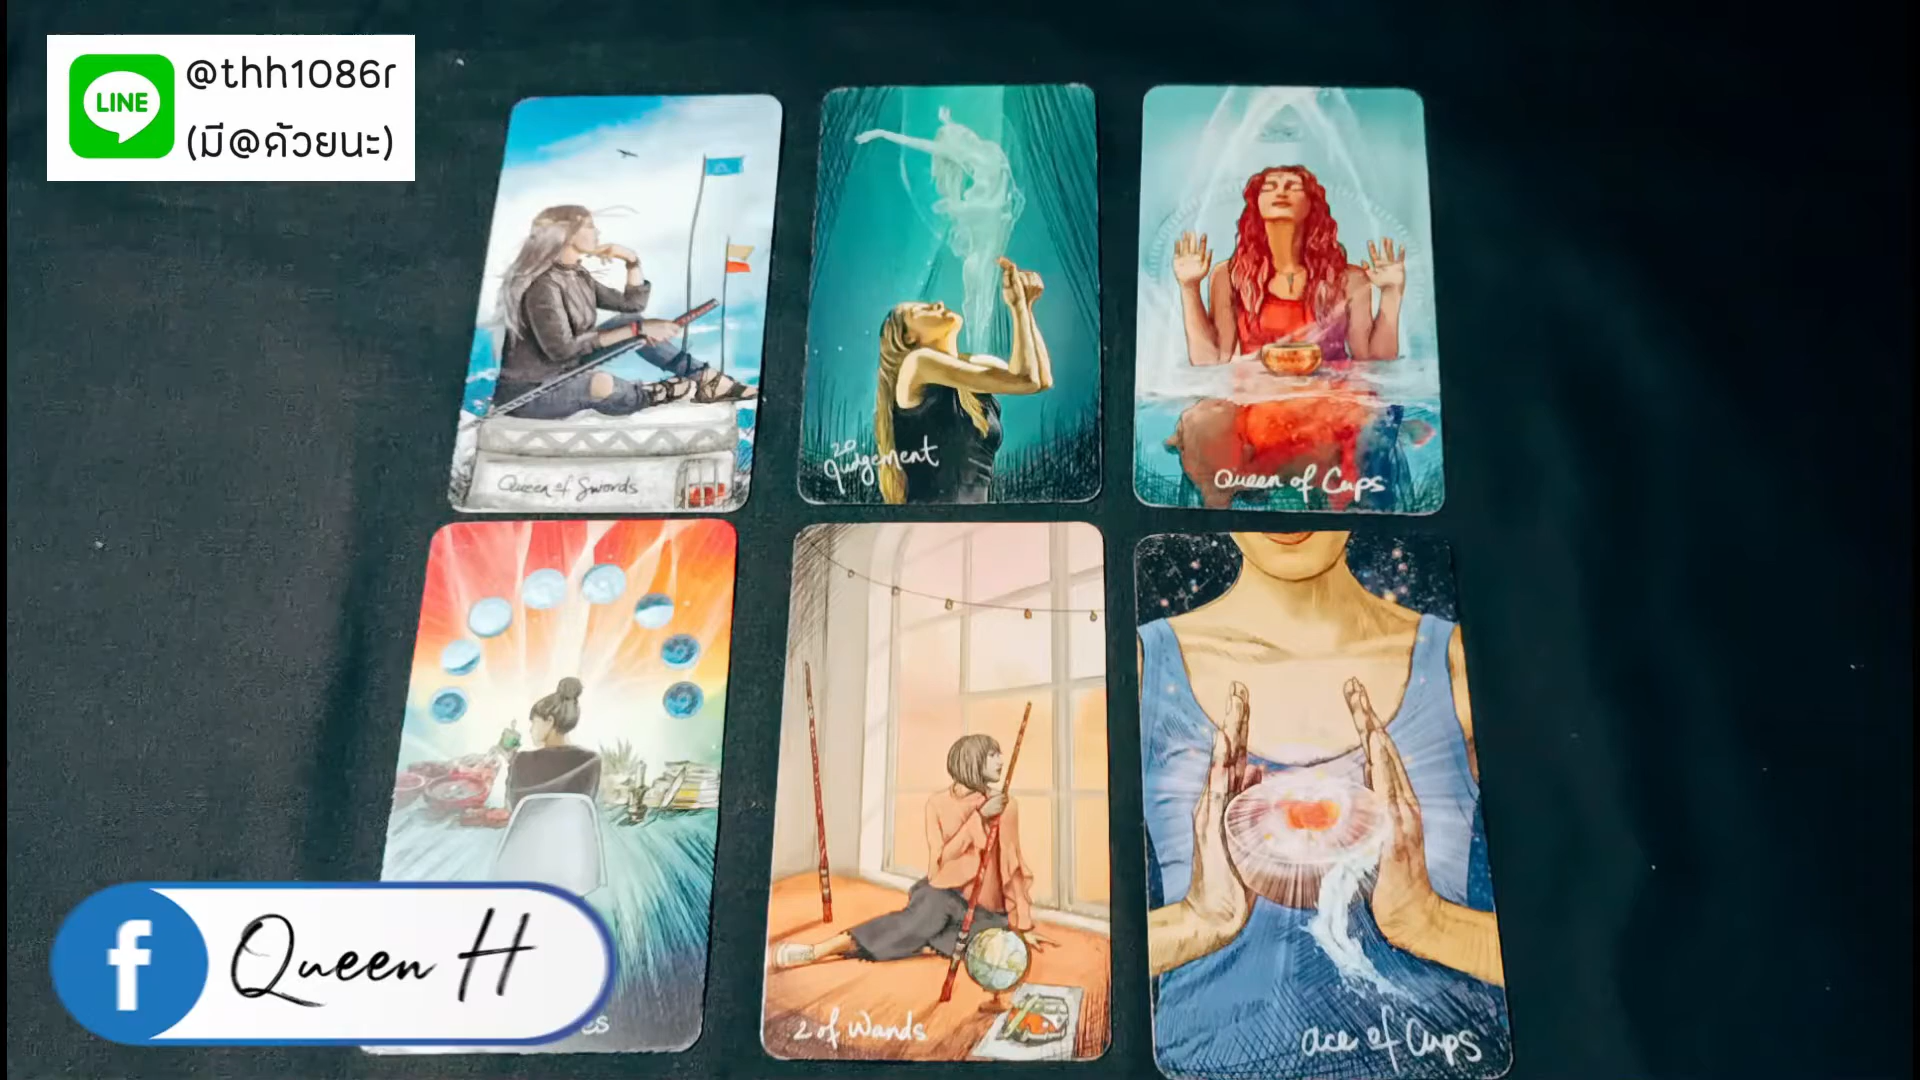 LINE
@thh1086r
(มี@ด้วยนะ)
Queen of Swords
20
Judgement
Queen of Cups
es
2 of Wands
ace of Cups
f
Queen H